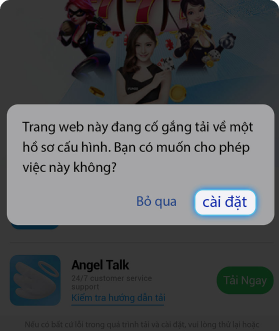 Trang web này đang cố gắng tải về một
hồ sơ cấu hình. Bạn có muốn cho phép
việc này không?
Bỏ qua
cài đặt
Angel Talk
24/7 customer service
support
Kiểm tra hướng dẫn tải
Tải Ngay